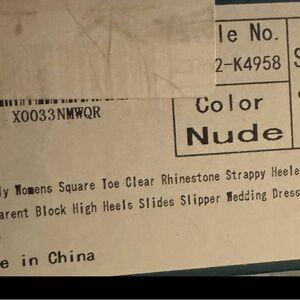 le No.
2-K4958
X0033NMWQR
Color
Nude
ly Womens Square Toe Clear Rhinestone Strappy Heele
arent Block High Heels Slides Slipper Wedding Dress
e in China